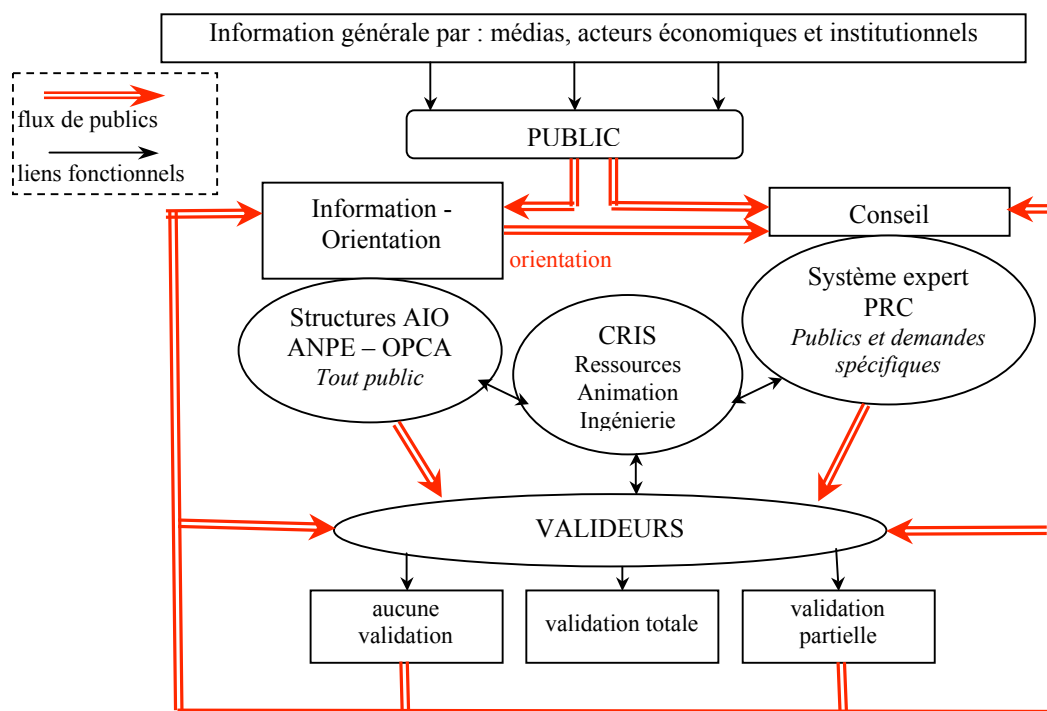 Information générale par : médias, acteurs économiques et institutionnels
flux de publics
liens fonctionnels
PUBLIC
Information -
Orientation
Conseil
orientation
Structures AIO
ANPE – OPCA
Tout public
CRIS
Ressources
Animation
Ingénierie
Système expert
PRC
Publics et demandes
spécifiques
VALIDEURS
aucune
validation
validation totale
validation
partielle